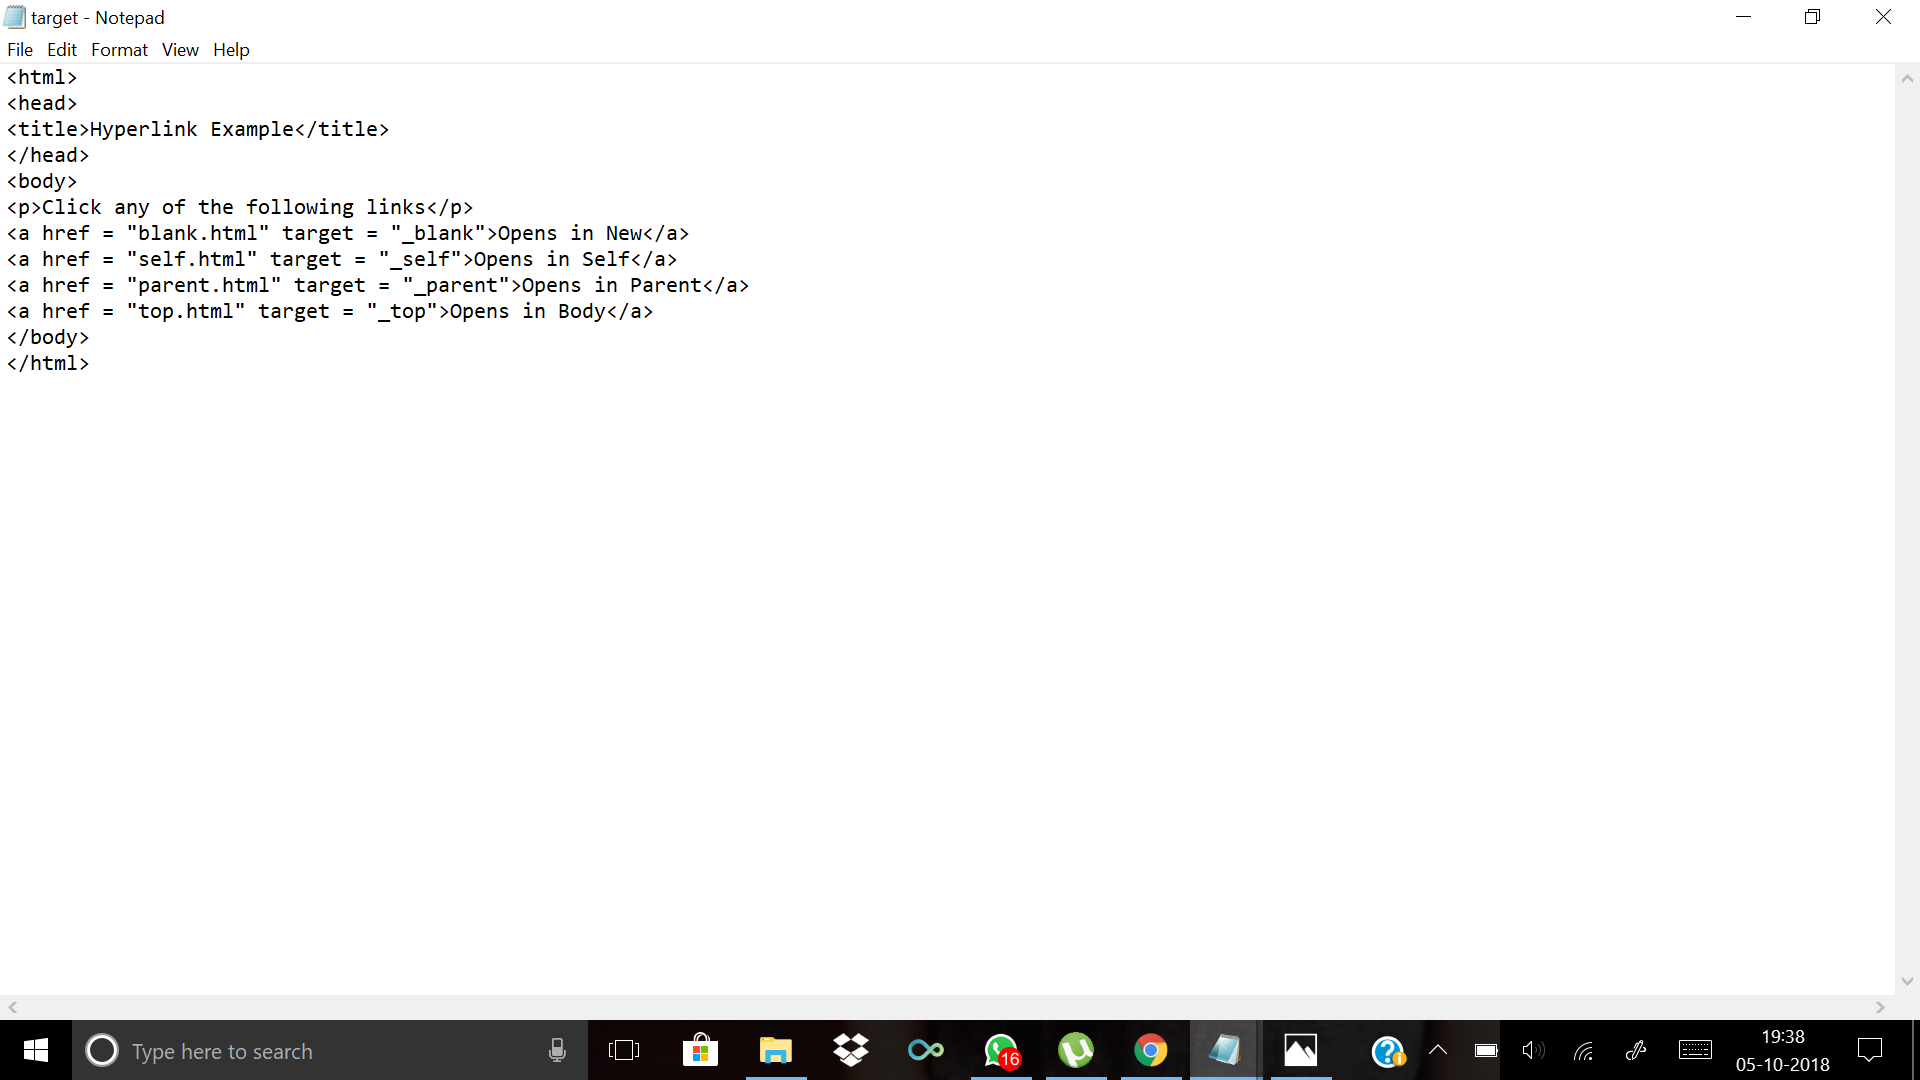 target - Notepad
File Edit Format View Help
<html>
<head>
<title>Hyperlink Example</title>
</head>
<body>
<p>Click any of the following links</p>
<a href = "blank.html" target = "_blank">Opens in New</a>
<a href = "self.html" target = "_self">Opens in Self</a>
<a href = "parent.html" target = "_parent">Opens in Parent</a>
<a href = "top.html" target = "_top">Opens in Body</a>
</body>
</html>
Type here to search
16
19:38
05-10-2018